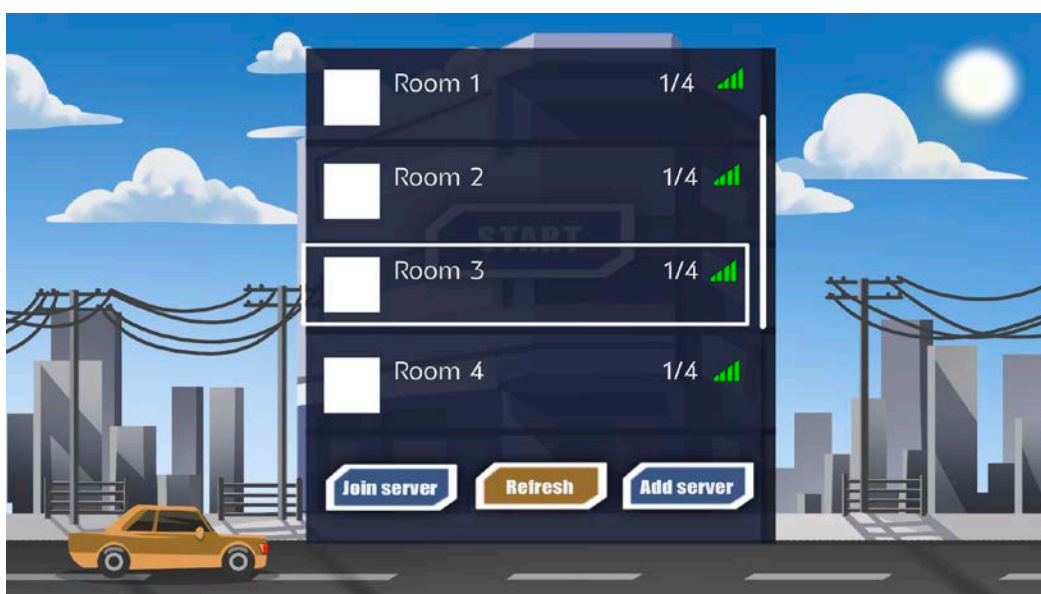 Room 1 1/4
Room 2 1/4
START
Room 3 1/4
Room 4 1/4
Join server Refresh Add server